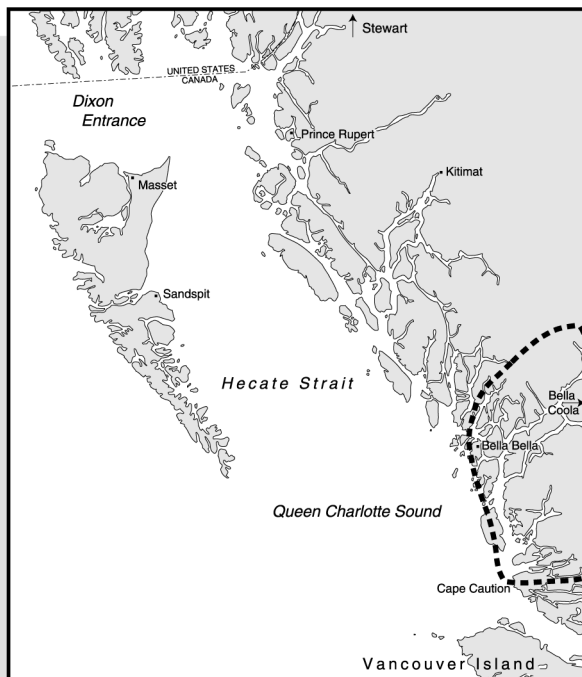 Stewart
UNITED STATES
CANADA
Dixon
Entrance
Prince Rupert
Kitimat
Masset
Sandspit
Hecate Strait
Bella
Coola
Bella Bella
Queen Charlotte Sound
Cape Caution
Vancouver Island